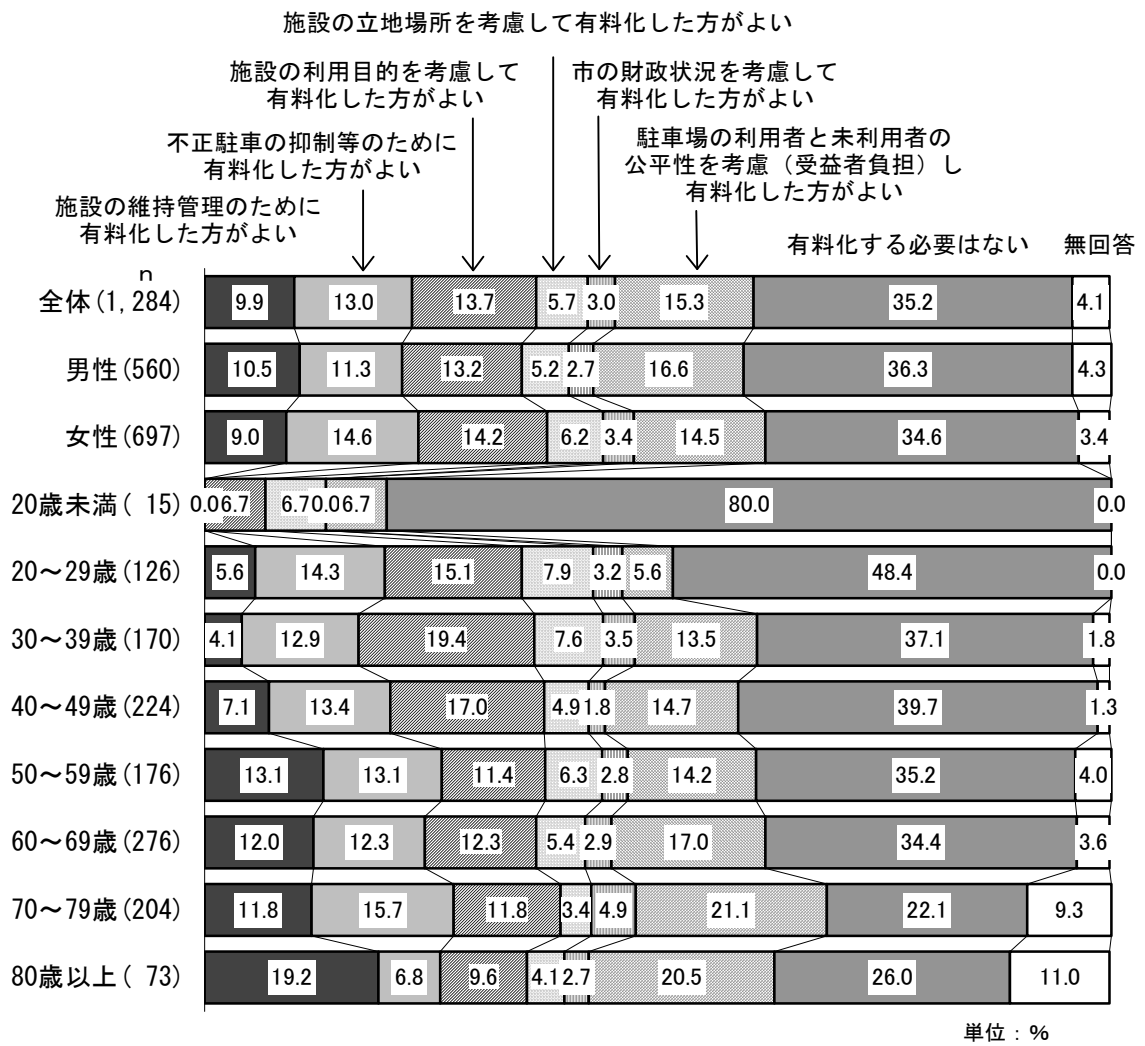 施設の立地場所を考慮して有料化した方がよい
施設の利用目的を考慮して
有料化した方がよい
市の財政状況を考慮して
有料化した方がよい
不正駐車の抑制等のために
有料化した方がよい
駐車場の利用者と未利用者の
公平性を考慮（受益者負担）し
有料化した方がよい
施設の維持管理のために
有料化した方がよい
有料化する必要はない 無回答
n
全体(1,284) 9.9 13.0 13.7 5.7 3.0 15.3 35.2 4.1
男性(560) 10.5 11.3 13.2 5.2 2.7 16.6 36.3 4.3
女性(697) 9.0 14.6 14.2 6.2 3.4 14.5 34.6 3.4
20歳未満( 15) 0.0 6.7 6.7 0.0 6.7 80.0 0.0
20～29歳(126) 5.6 14.3 15.1 7.9 3.2 5.6 48.4 0.0
30～39歳(170) 4.1 12.9 19.4 7.6 3.5 13.5 37.1 1.8
40～49歳(224) 7.1 13.4 17.0 4.9 1.8 14.7 39.7 1.3
50～59歳(176) 13.1 13.1 11.4 6.3 2.8 14.2 35.2 4.0
60～69歳(276) 12.0 12.3 12.3 5.4 2.9 17.0 34.4 3.6
70～79歳(204) 11.8 15.7 11.8 3.4 4.9 21.1 22.1 9.3
80歳以上( 73) 19.2 6.8 9.6 4.1 2.7 20.5 26.0 11.0
単位：%